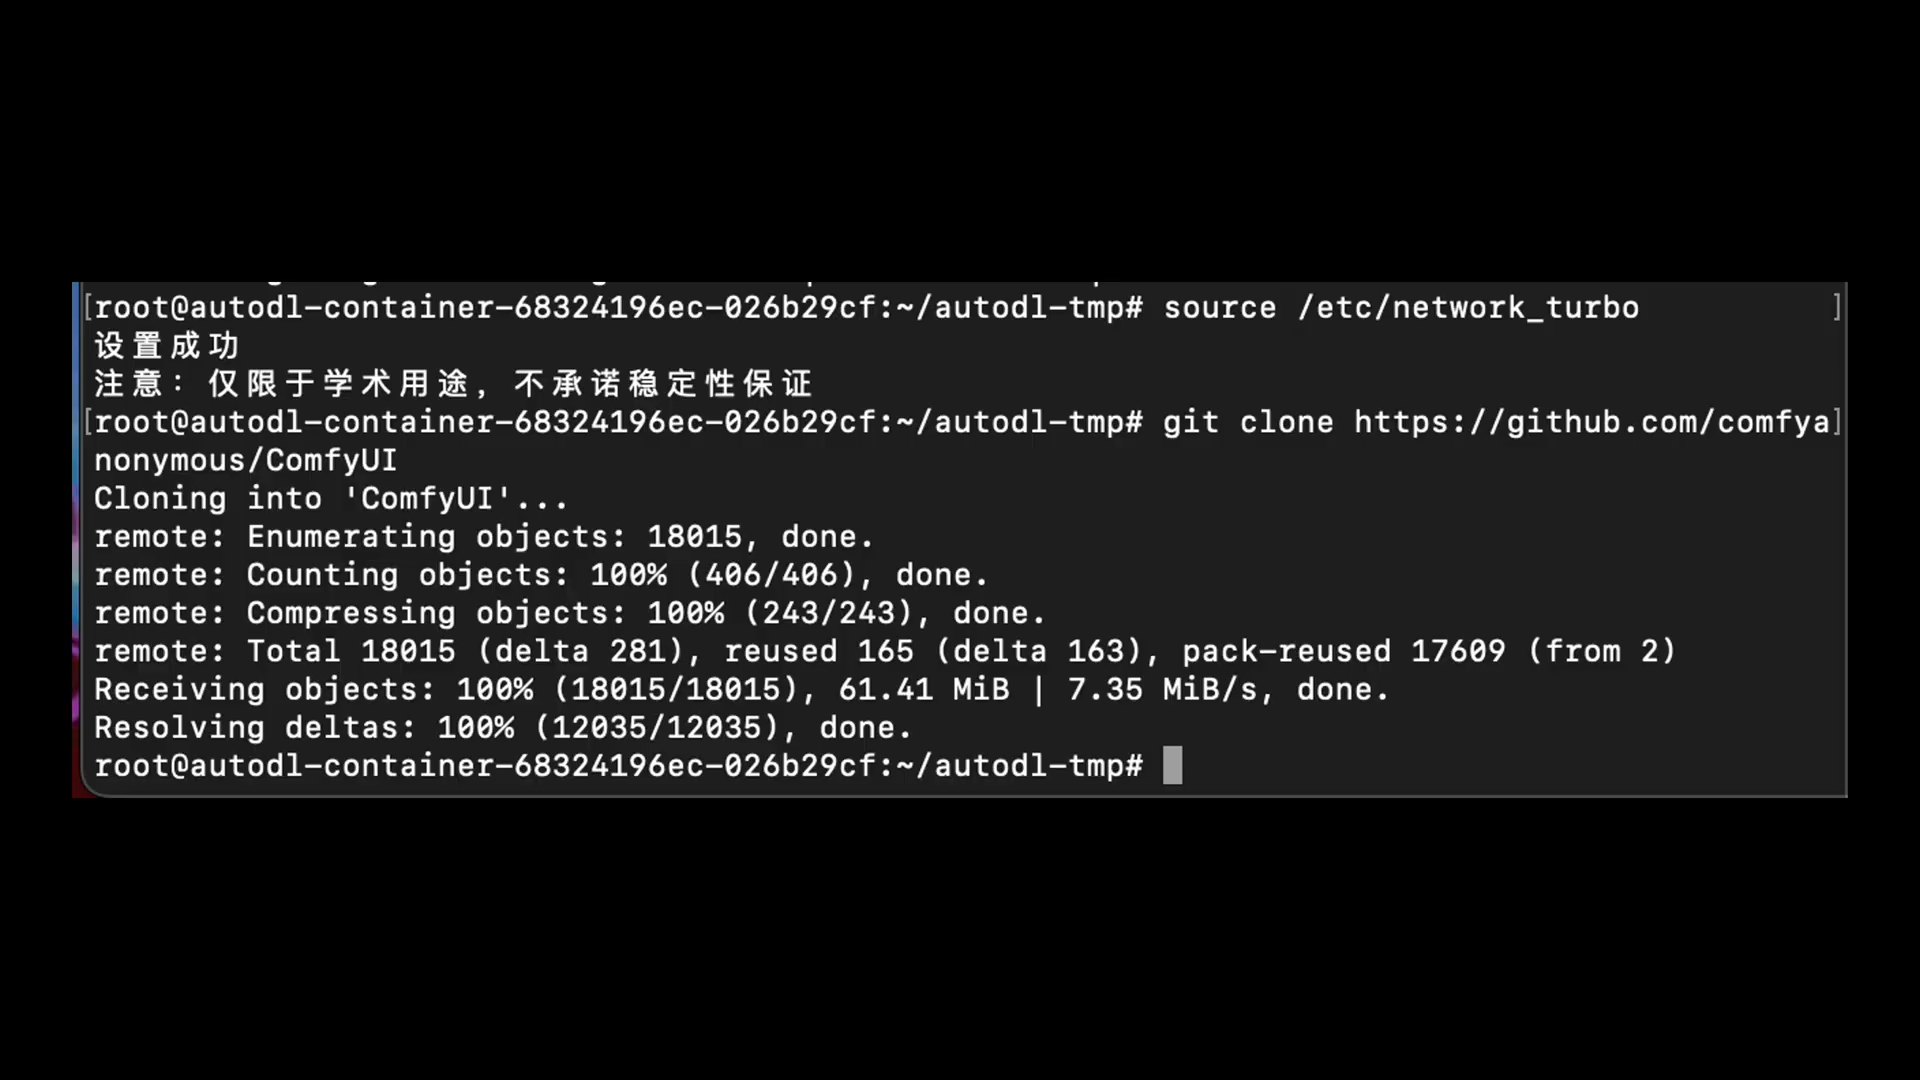 [root@autodl-container-68324196ec-026b29cf:~/autodl-tmp# source /etc/network_turbo ]
设置成功
注意：仅限于学术用途，不承诺稳定性保证
[root@autodl-container-68324196ec-026b29cf:~/autodl-tmp# git clone https://github.com/comfya]
nonymous/ComfyUI
Cloning into 'ComfyUI'...
remote: Enumerating objects: 18015, done.
remote: Counting objects: 100% (406/406), done.
remote: Compressing objects: 100% (243/243), done.
remote: Total 18015 (delta 281), reused 165 (delta 163), pack-reused 17609 (from 2)
Receiving objects: 100% (18015/18015), 61.41 MiB | 7.35 MiB/s, done.
Resolving deltas: 100% (12035/12035), done.
root@autodl-container-68324196ec-026b29cf:~/autodl-tmp#